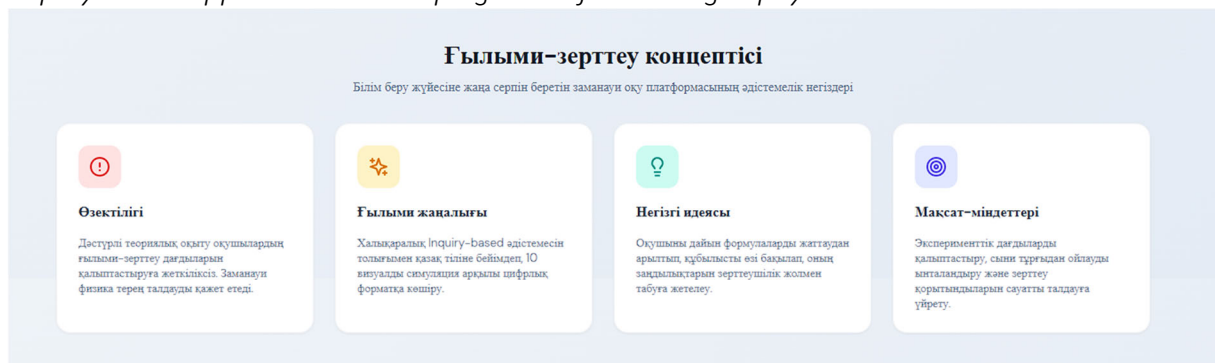 Ғылыми-зерттеу концептісі
Білім беру жүйесіне жаңа серпін беретін заманауи оқу платформасының әдістемелік негіздері
Өзектілігі
Дәстүрлі теориялық оқыту оқушылардың
ғылыми-зерттеу дағдыларын
қалыптастыруға жеткіліксіз. Заманауи
физика терең талдауды қажет етеді.
Ғылыми жаңалығы
Халықаралық Inquiry-based әдістемесін
толығымен қазақ тіліне бейімдеп, 10
визуалды симуляция арқылы цифрлық
форматқа көшіру.
Негізгі идеясы
Оқушыны дайын формулаларды жаттаудан
арылтып, құбылысты өзі бақылап, оның
заңдылықтарын зерттеушілік жолмен
табуға жетелеу.
Мақсат-міндеттері
Эксперименттік дағдыларды
қалыптастыру, сыни тұрғыдан ойлауды
ынталандыру және зерттеу
қорытындыларын сауатты талдауға
үйрету.